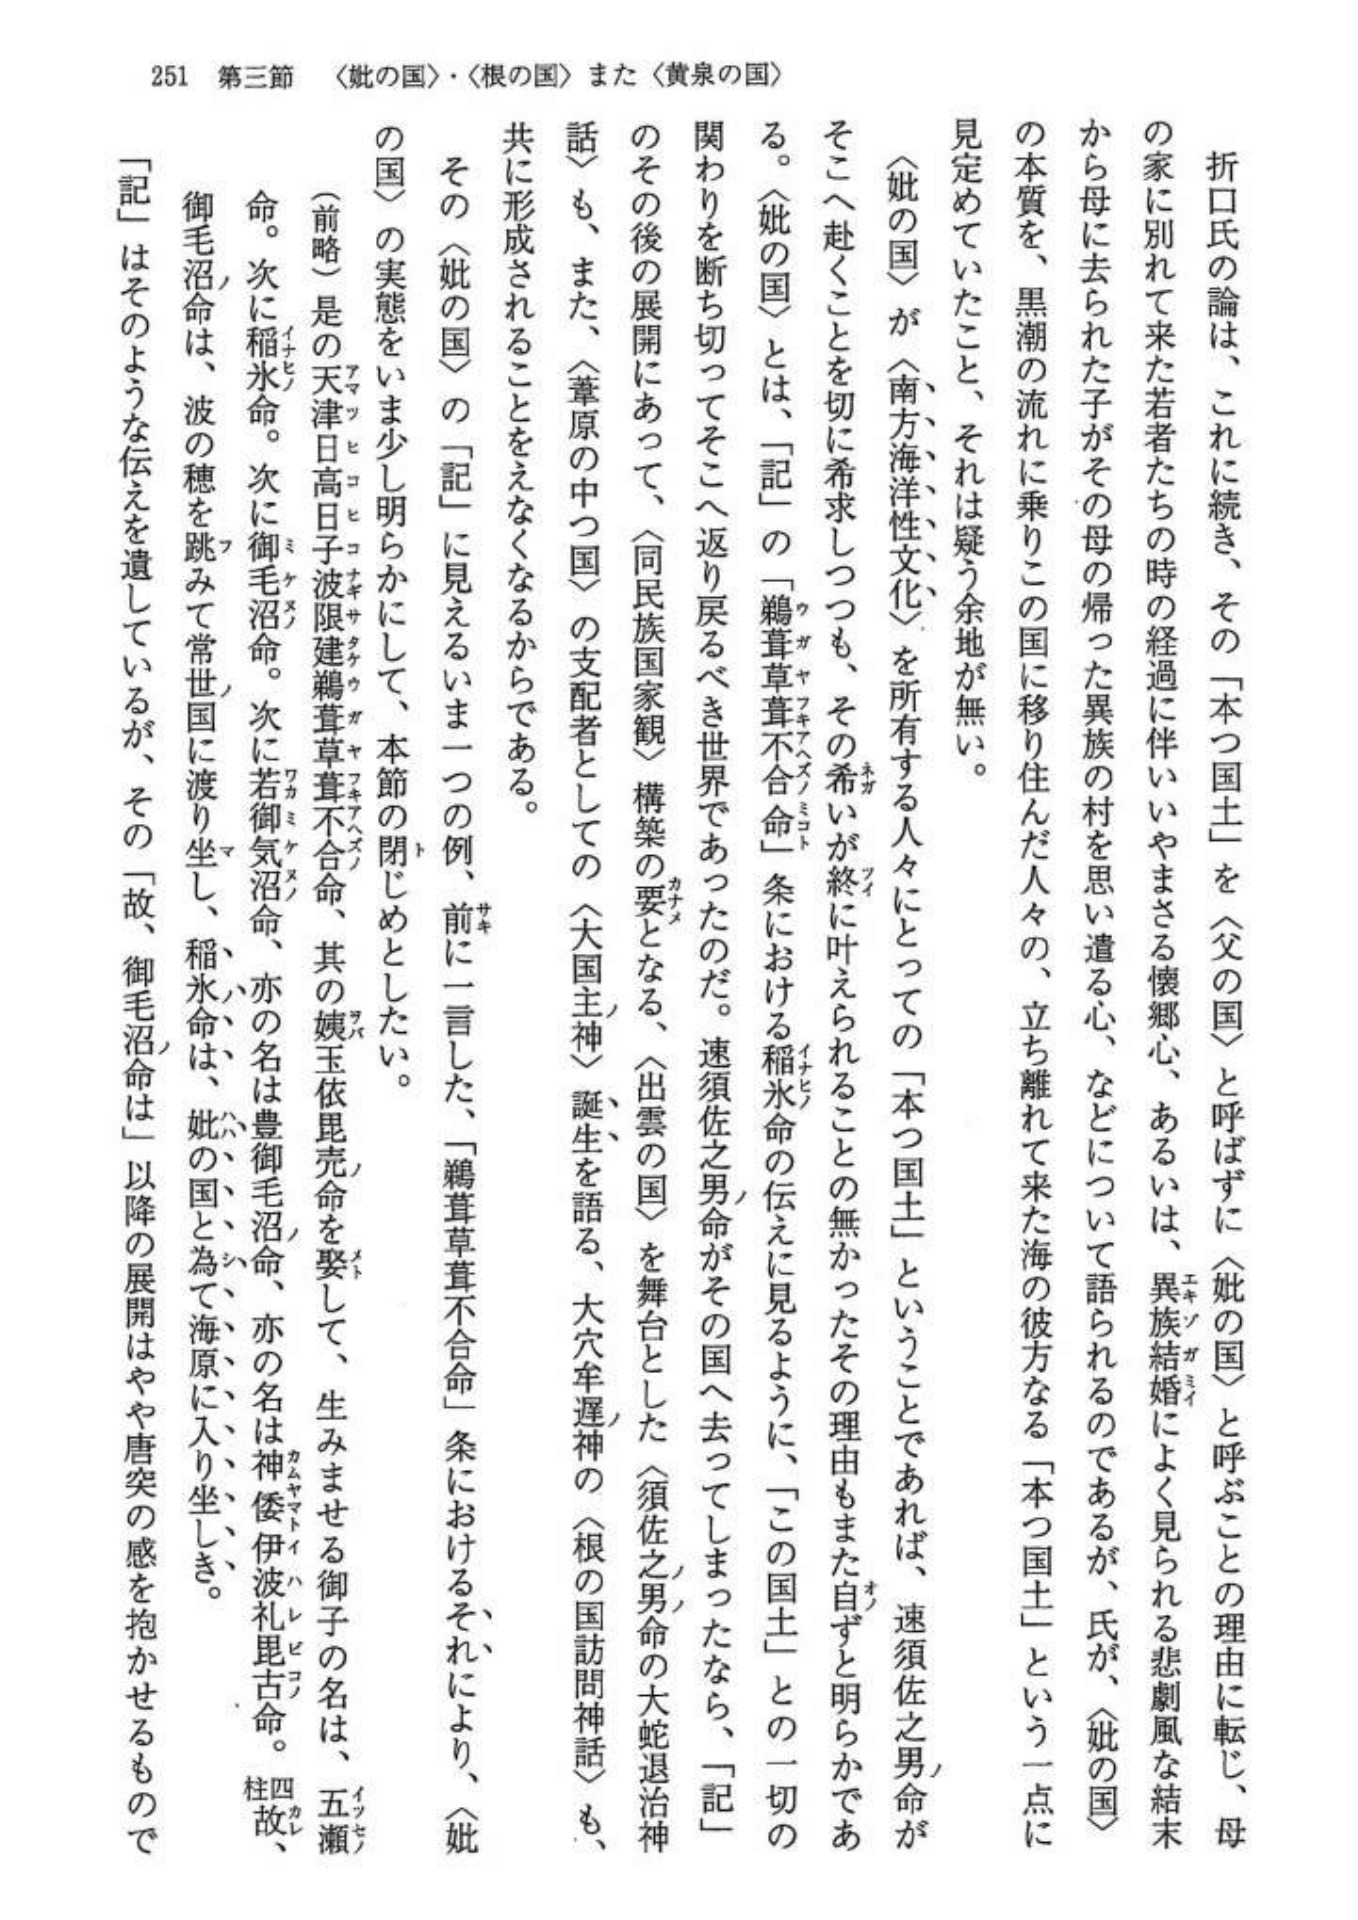 251　第三節　〈妣の国〉・〈根の国〉また〈黄泉の国〉
折口氏の論は、これに続き、その「本つ国土」を〈父の国〉と呼ばずに〈妣の国〉と呼ぶことの理由に転じ、母
の家に別れて来た若者たちの時の経過に伴いいやまさる懐郷心、あるいは、異族結婚によく見られる悲劇風な結末
から母に去られた子がその母の帰った異族の村を思い遣る心、などについて語られるのであるが、氏が、〈妣の国〉
の本質を、黒潮の流れに乗りこの国に移り住んだ人々の、立ち離れて来た海の彼方なる「本つ国土」という一点に
見定めていたこと、それは疑う余地が無い。
〈妣の国〉が〈南方海洋性文化〉を所有する人々にとっての「本つ国土」ということであれば、速須佐之男ノ命が
そこへ赴くことを切に希求しつつも、その希いが終に叶えられることの無かったその理由もまた自ずと明らかであ
る。〈妣の国〉とは、「記」の「鵜葺草葺不合命」条における稲氷命の伝えに見るように、「この国土」との一切の
関わりを断ち切ってそこへ返り戻るべき世界であったのだ。速須佐之男ノ命がその国へ去ってしまったなら、「記」
のその後の展開にあって、〈同民族国家観〉構築の要となる、〈出雲の国〉を舞台とした〈須佐之ノ男ノ命の大蛇退治神
話〉も、また、〈葦原の中つ国〉の支配者としての〈大国主ノ神〉誕生を語る、大穴牟遅ノ神の〈根の国訪問神話〉も、
共に形成されることをえなくなるからである。
その〈妣の国〉の「記」に見えるいま一つの例、前に一言した、「鵜葺草葺不合命」条におけるそれにより、〈妣
の国〉の実態をいま少し明らかにして、本節の閉じめとしたい。
（前略）是の天津日高日子波限建鵜葺草葺不合命、其の姨玉依毘売ノ命を娶して、生みませる御子の名は、五瀬
命。次に稲氷命。次に御毛沼命。次に若御気沼命、亦の名は豊御毛沼ノ命、亦の名は神倭伊波礼毘古命。四柱故、
御毛沼ノ命は、波の穂を跳みて常世ノ国に渡り坐し、稲氷ノ命は、妣の国と為て海原に入り坐しき。
「記」はそのような伝えを遺しているが、その「故、御毛沼ノ命は」以降の展開はやや唐突の感を抱かせるもので